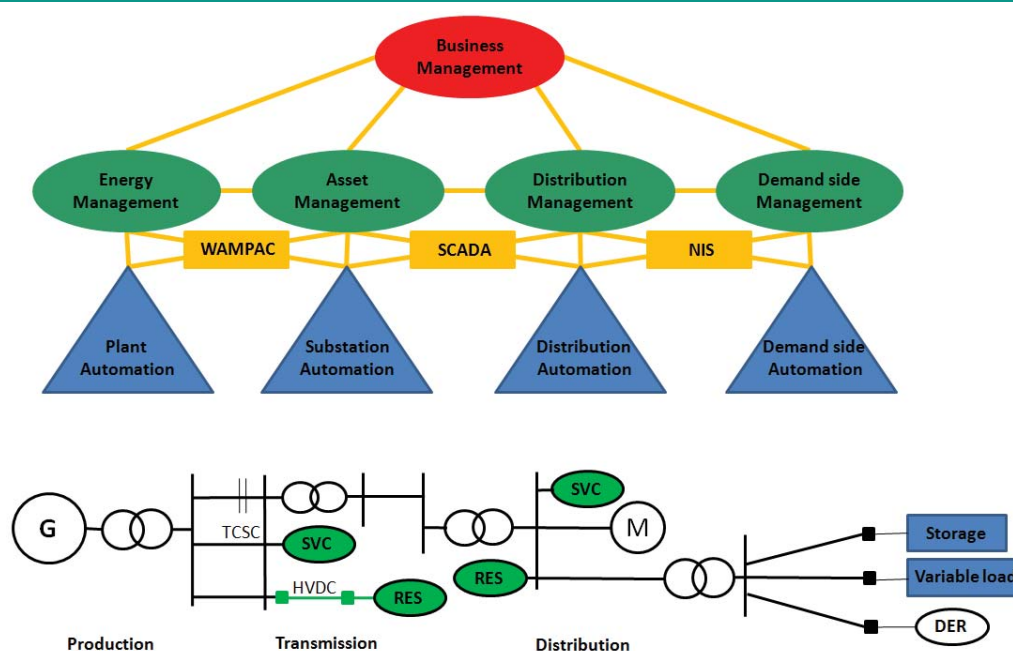 Business
Management
Energy
Management
Asset
Management
Distribution
Management
Demand side
Management
WAMPAC
SCADA
NIS
Plant
Automation
Substation
Automation
Distribution
Automation
Demand side
Automation
G
TCSC
SVC
HVDC
RES
SVC
M
RES
Storage
Variable load
DER
Production
Transmission
Distribution